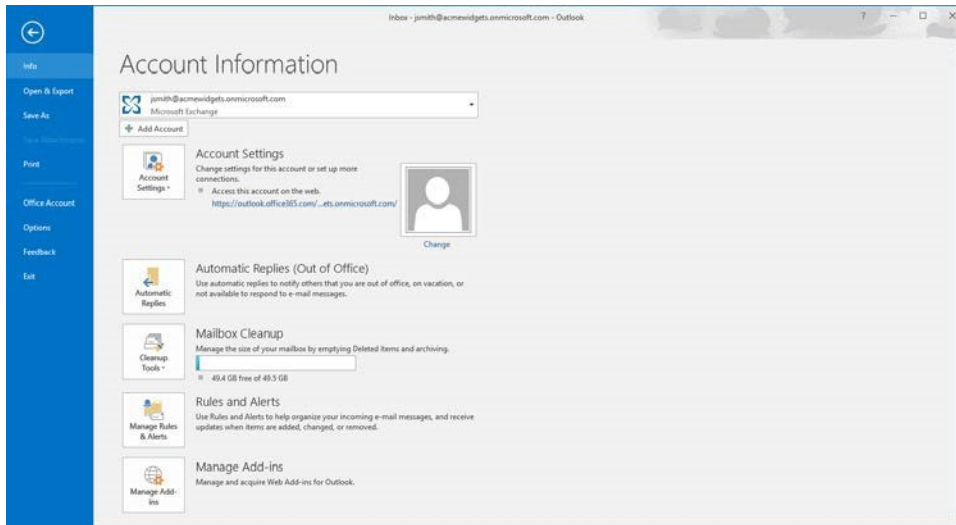 Inbox - jsmith@acmewidgets.onmicrosoft.com - Outlook
?
Info
Open & Export
Save As
Save Attachments
Print
Office Account
Options
Feedback
Exit
Account Information
jsmith@acmewidgets.onmicrosoft.com
Microsoft Exchange
Add Account
Account
Settings
Account Settings
Change settings for this account or set up more
connections.
Access this account on the web.
https://outlook.office365.com/...ets.onmicrosoft.com/
Change
Automatic
Replies
Automatic Replies (Out of Office)
Use automatic replies to notify others that you are out of office, on vacation, or
not available to respond to e-mail messages.
Cleanup
Tools
Mailbox Cleanup
Manage the size of your mailbox by emptying Deleted Items and archiving.
49.4 GB free of 49.5 GB
Manage Rules
& Alerts
Rules and Alerts
Use Rules and Alerts to help organize your incoming e-mail messages, and receive
updates when items are added, changed, or removed.
Manage Add-
ins
Manage Add-ins
Manage and acquire Web Add-ins for Outlook.